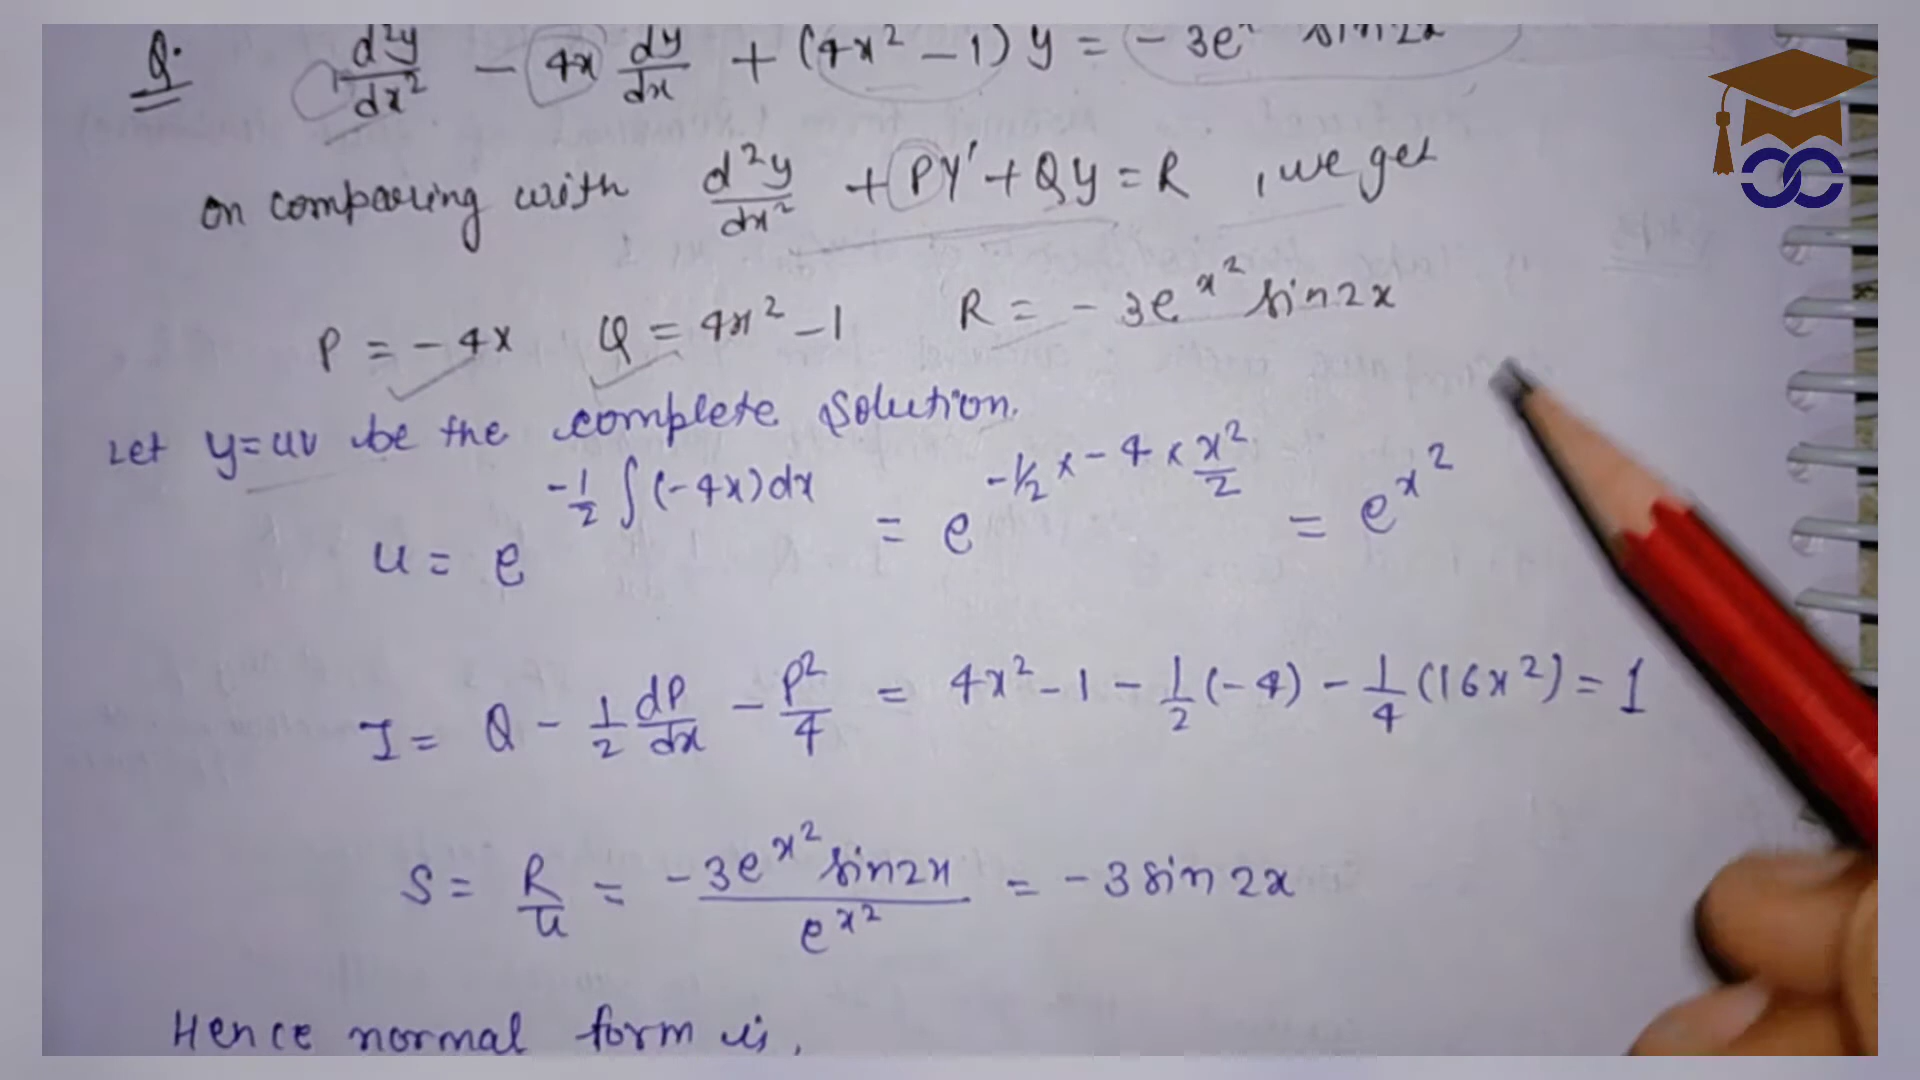 Q. d²y/dx² - 4x dy/dx + (4x² - 1) y = - 3eˣ² sin2x
on comparing with d²y/dx² + Py' + Qy = R , we get
P = - 4x Q = 4x² - 1 R = - 3eˣ² sin2x
Let y=uv be the complete solution.
u = e^(-1/2 ∫(-4x)dx) = e^(-1/2 × -4 × x²/2) = e^x²
I = Q - 1/2 dP/dx - P²/4 = 4x² - 1 - 1/2 (-4) - 1/4 (16x²) = 1
S = R/u = - 3e^x² sin2x / e^x² = - 3 sin 2x
Hence normal form is,